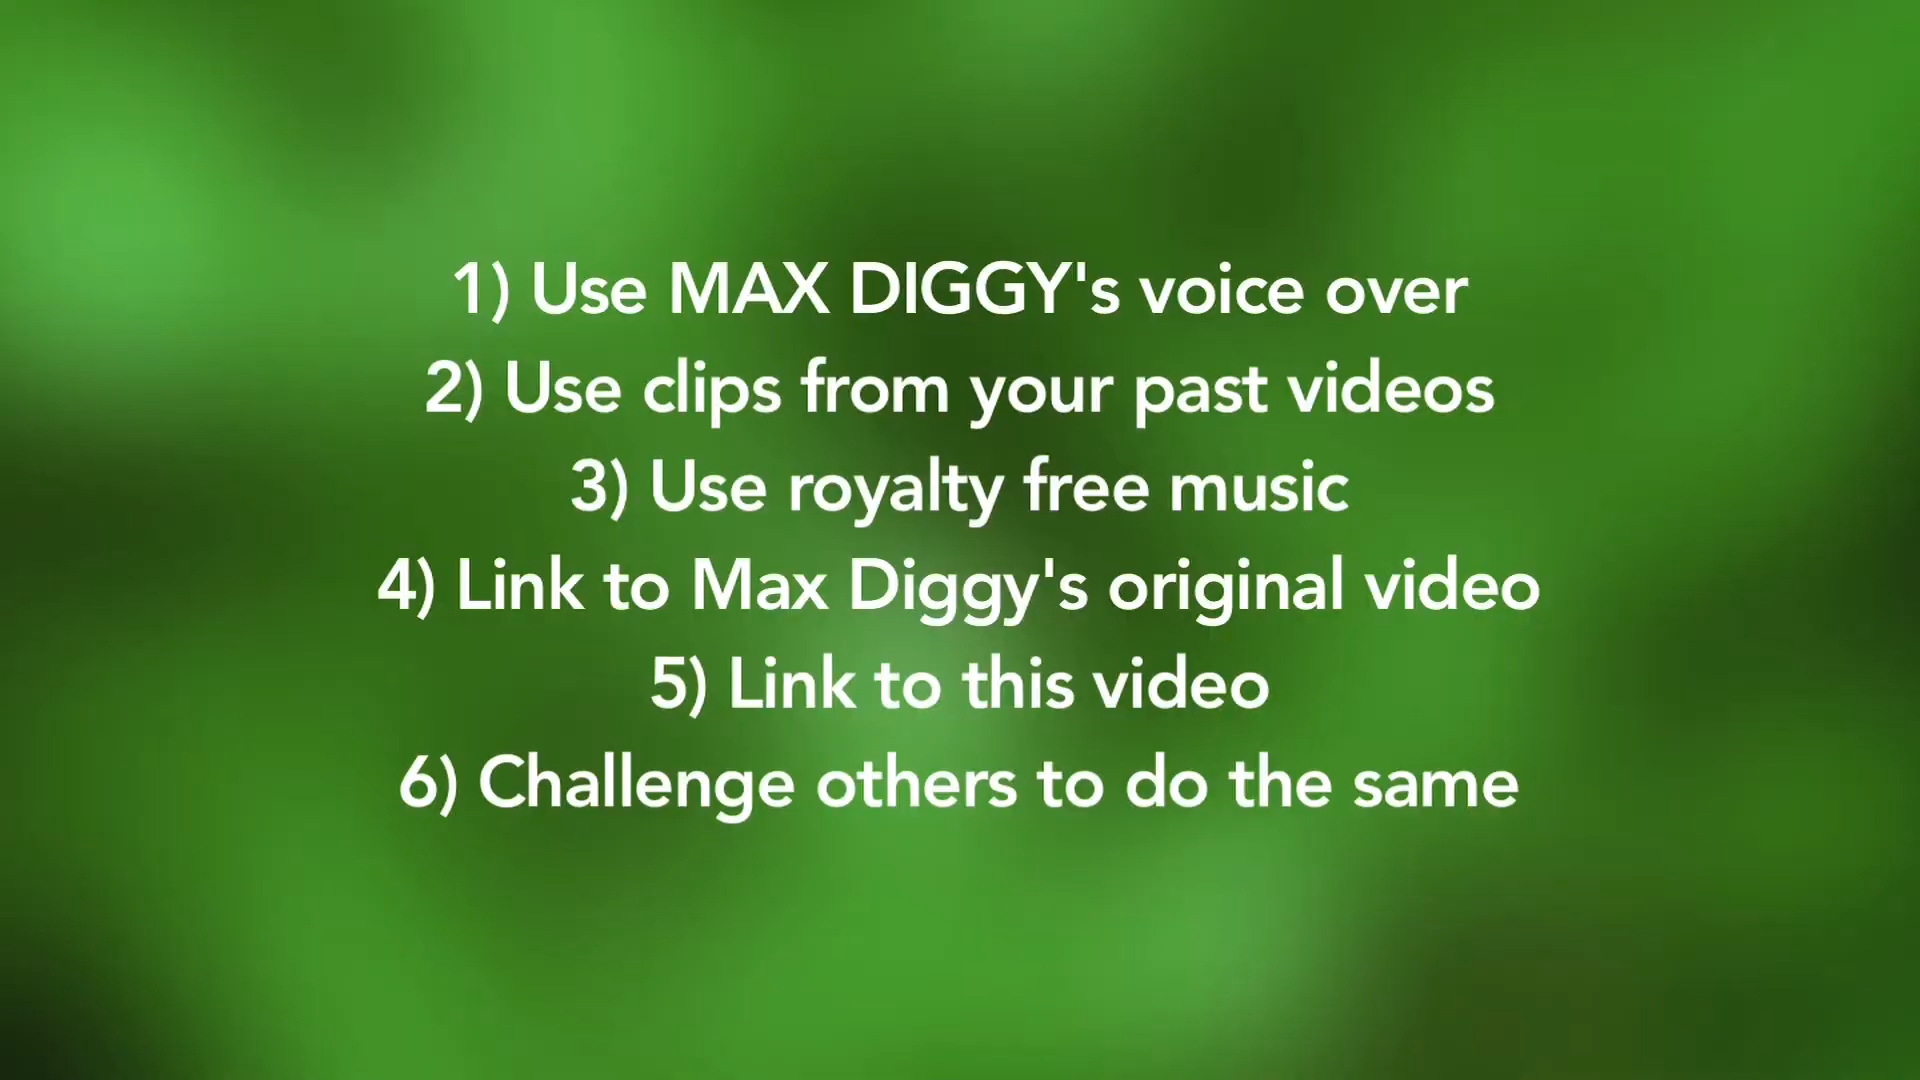 1) Use MAX DIGGY's voice over
2) Use clips from your past videos
3) Use royalty free music
4) Link to Max Diggy's original video
5) Link to this video
6) Challenge others to do the same